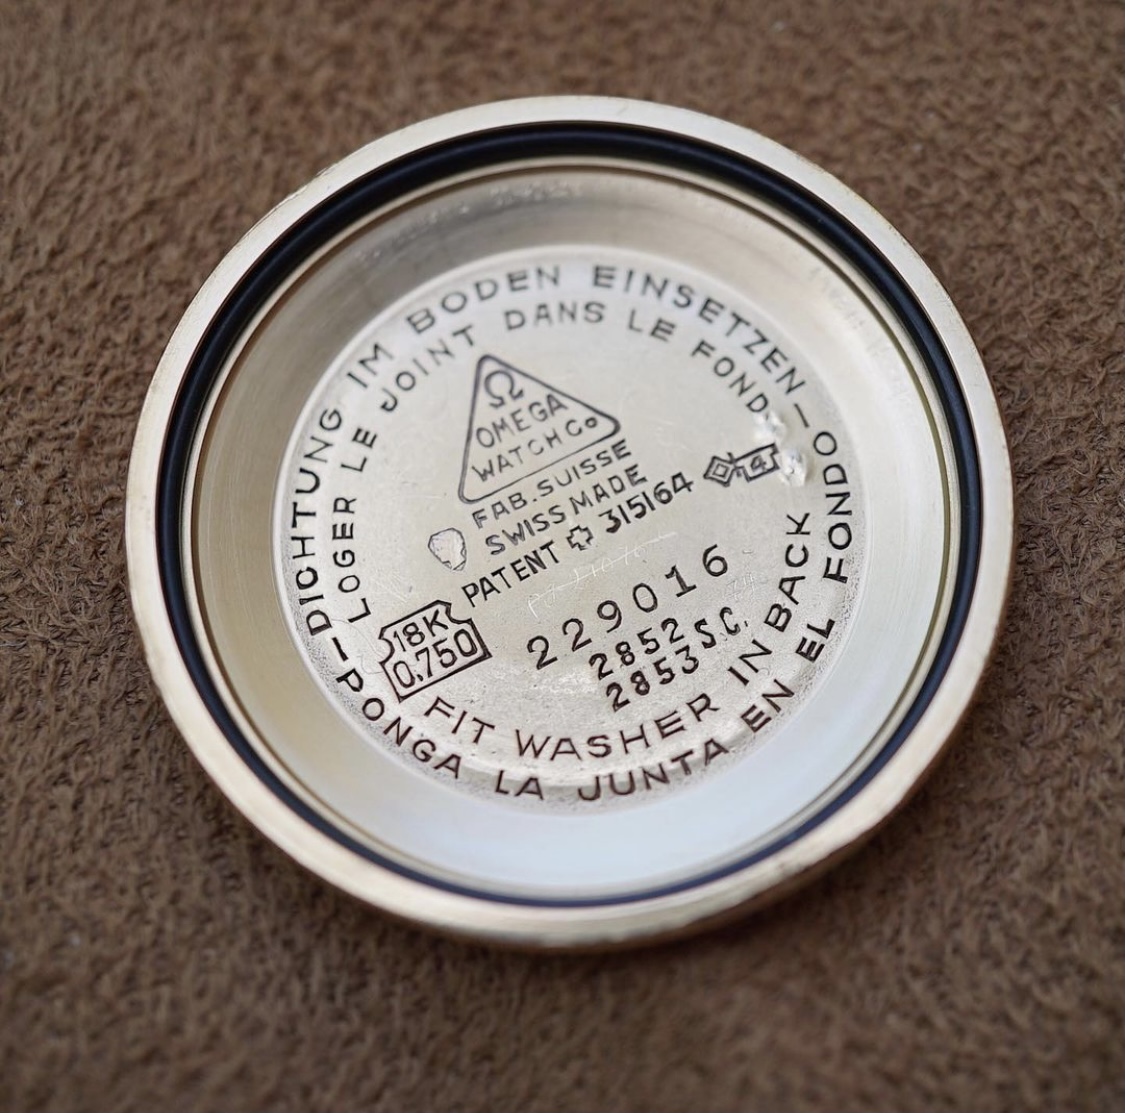 –DICHTUNG IM BODEN EINSETZEN–
LOGER LE JOINT DANS LE FOND
Ω
OMEGA
WATCH Co
FAB. SUISSE
SWISS MADE
PATENT 315164
4
18K
0,750
229016
2852
2853 S.C.
FIT WASHER IN BACK
–PONGA LA JUNTA EN EL FONDO